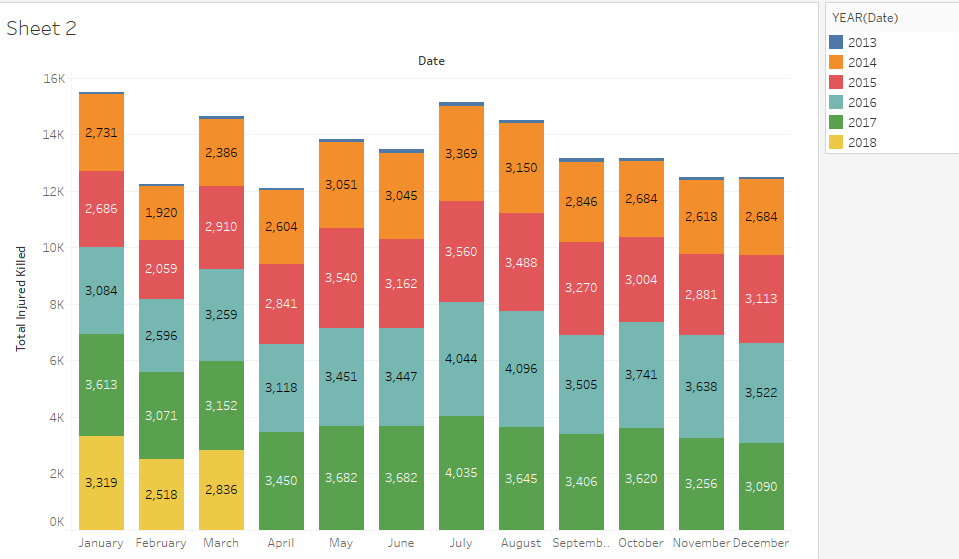 Sheet 2
Date
Total Injured Killed
16K
14K
12K
10K
8K
6K
4K
2K
0K
2,731 2,686 3,084 3,613 3,319
1,920 2,059 2,596 3,071 2,518
2,386 2,910 3,259 3,152 2,836
2,604 2,841 3,118 3,450
3,051 3,540 3,451 3,682
3,045 3,162 3,447 3,682
3,369 3,560 4,044 4,035
3,150 3,488 4,096 3,645
2,846 3,270 3,505 3,406
2,684 3,004 3,741 3,620
2,618 2,881 3,638 3,256
2,684 3,113 3,522 3,090
January February March April May June July August Septemb.. October November December
YEAR(Date)
2013
2014
2015
2016
2017
2018